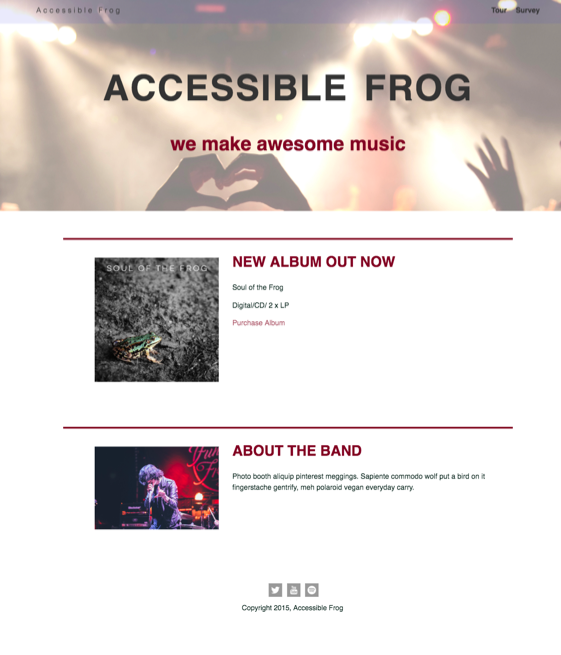 Accessible Frog
Tour Survey
ACCESSIBLE FROG
we make awesome music
SOUL OF THE FROG
NEW ALBUM OUT NOW
Soul of the Frog
Digital/CD/ 2 x LP
Purchase Album
ABOUT THE BAND
Photo booth aliquip pinterest meggings. Sapiente commodo wolf put a bird on it
fingerstache gentrify, meh polaroid vegan everyday carry.
Copyright 2015, Accessible Frog